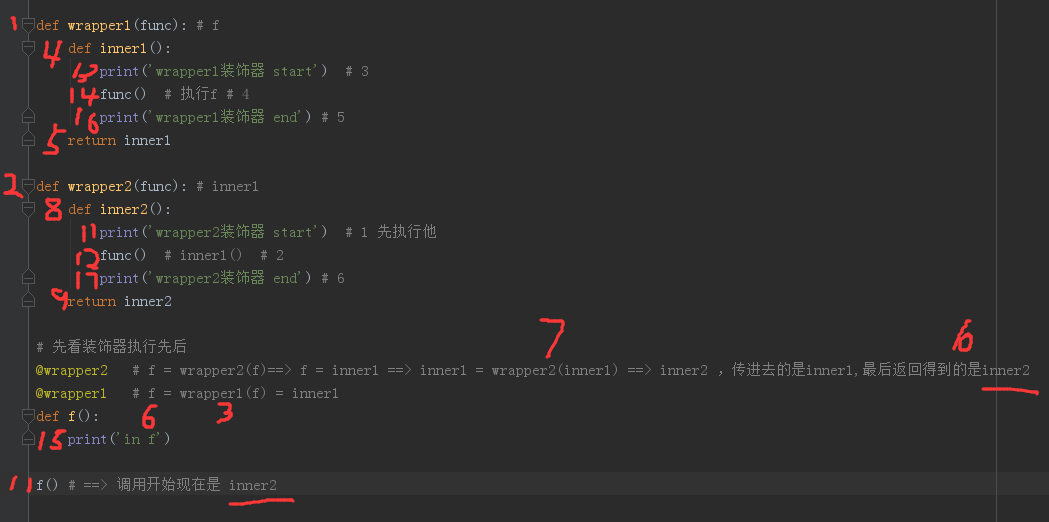 1 def wrapper1(func): # f
4 def inner1():
13 print('wrapper1装饰器 start')  # 3
14 func()  # 执行f # 4
16 print('wrapper1装饰器 end') # 5
5 return inner1
2 def wrapper2(func): # inner1
8 def inner2():
11 print('wrapper2装饰器 start')  # 1 先执行他
12 func()  # inner1()  # 2
17 print('wrapper2装饰器 end') # 6
9 return inner2
# 先看装饰器执行先后
7 10
@wrapper2   # f = wrapper2(f)==> f = inner1 ==> inner1 = wrapper2(inner1) ==> inner2 ，传进去的是inner1,最后返回得到的是inner2
@wrapper1   # f = wrapper1(f) = inner1
def f(): 6 3
15 print('in f')
11 f() # ==> 调用开始现在是 inner2